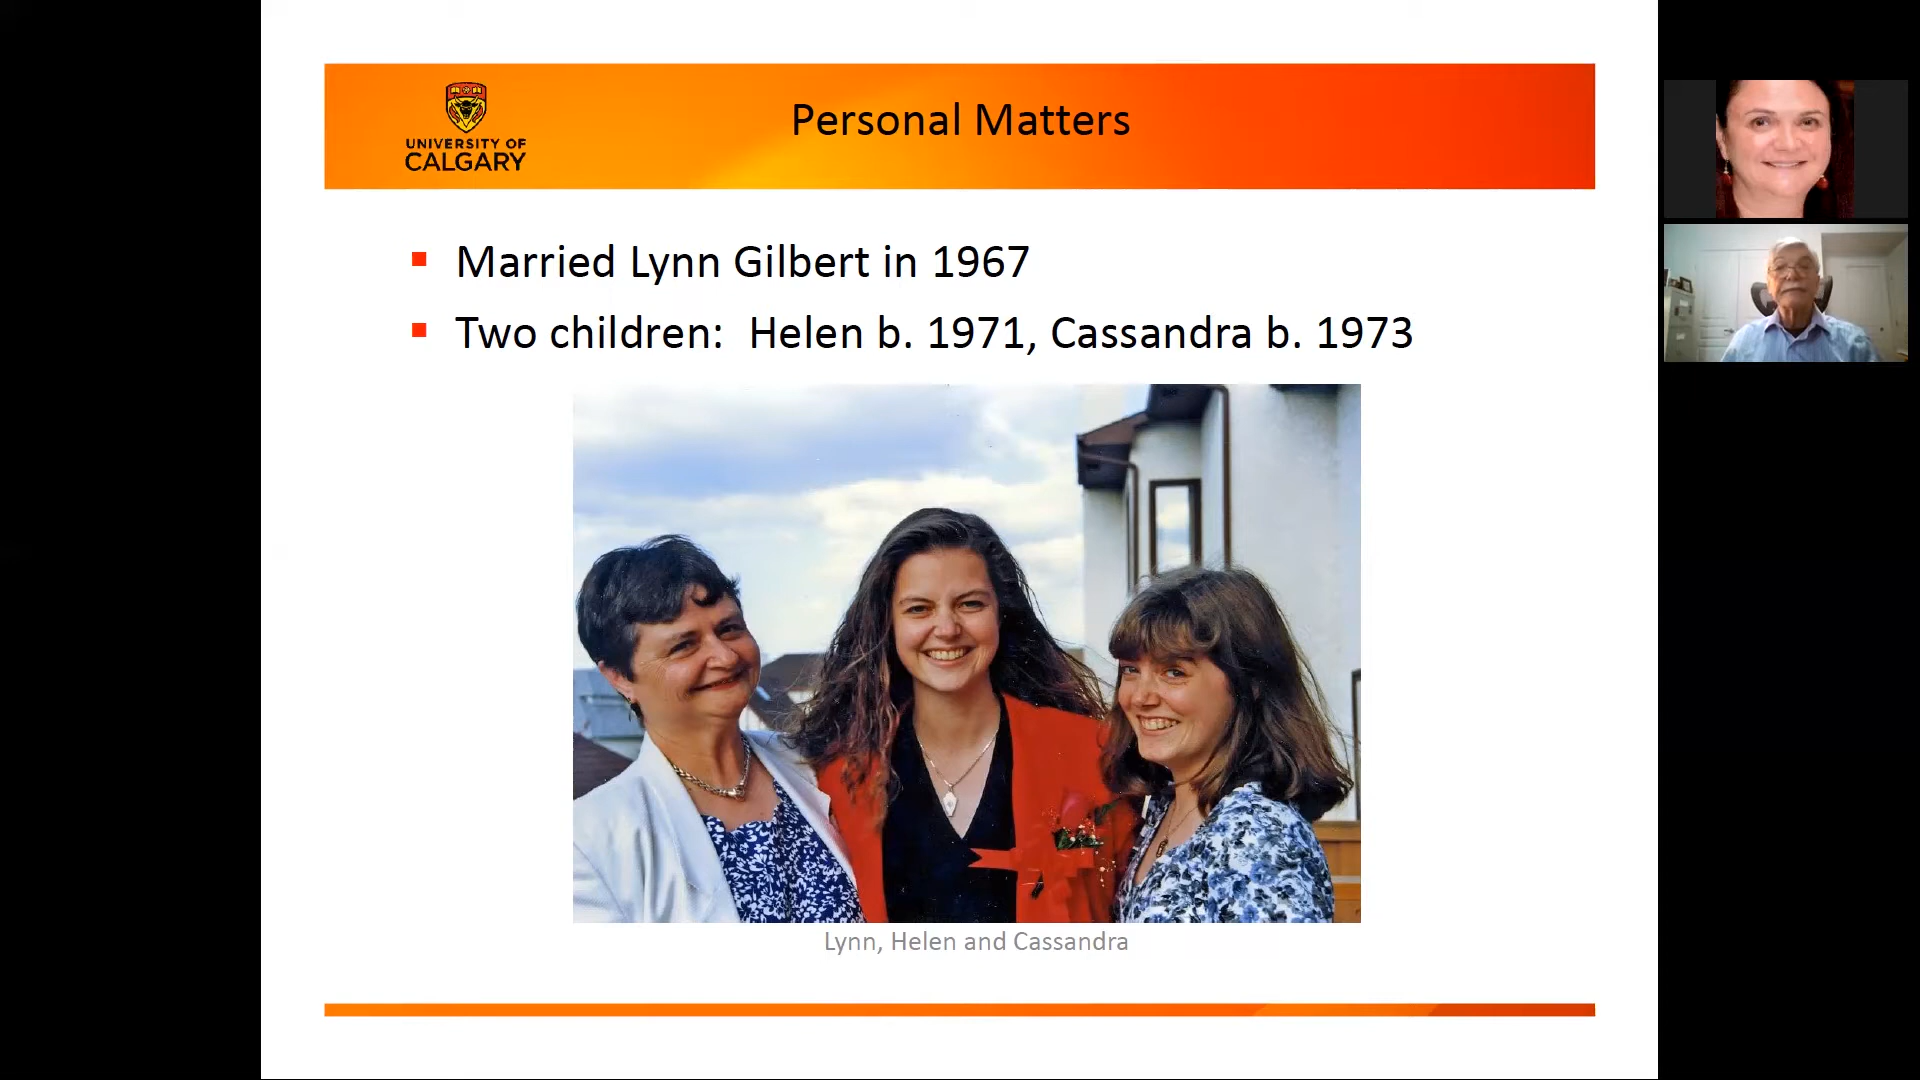 UNIVERSITY OF
CALGARY
Personal Matters
Married Lynn Gilbert in 1967
Two children: Helen b. 1971, Cassandra b. 1973
Lynn, Helen and Cassandra